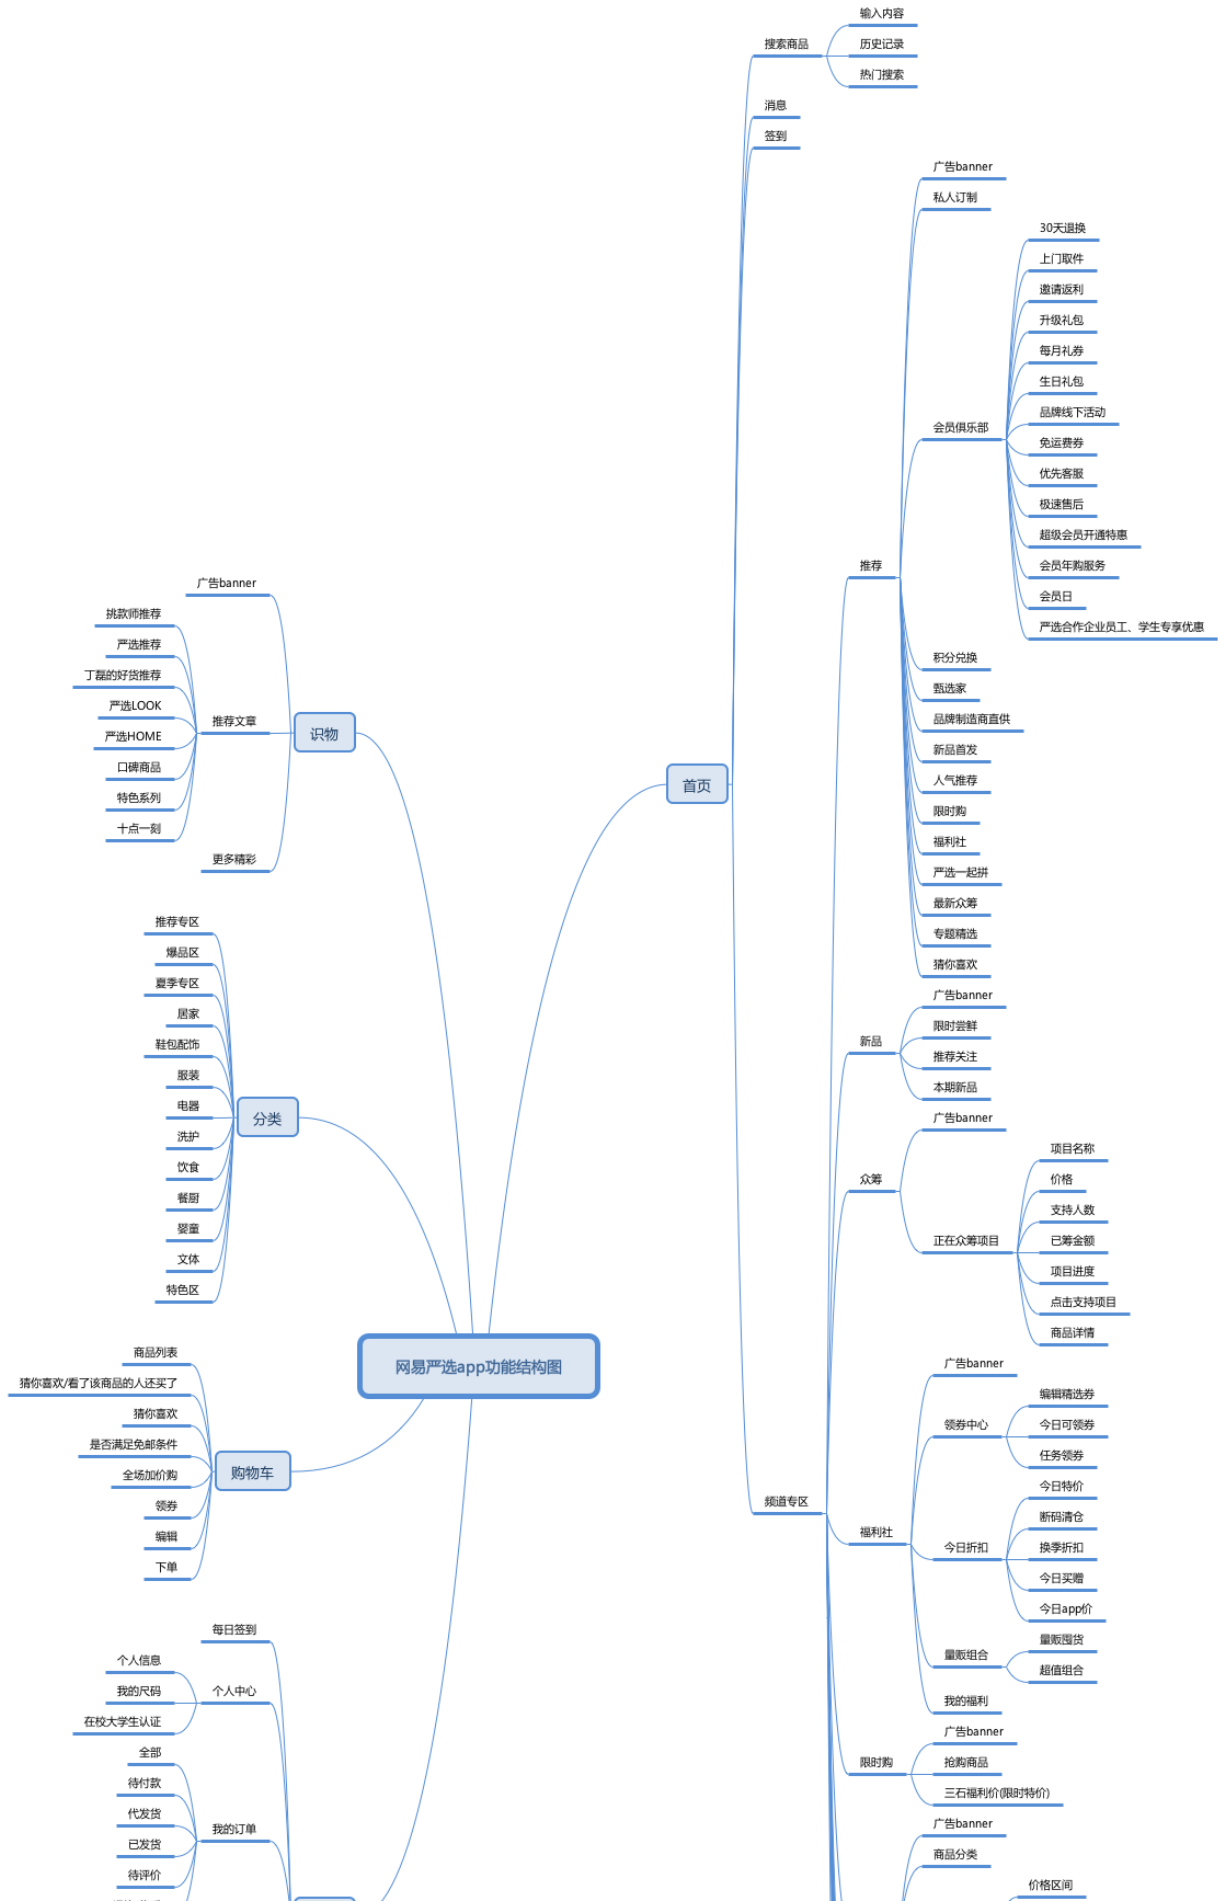 网易严选app功能结构图
首页
搜索商品
输入内容
历史记录
热门搜索
消息
签到
频道专区
推荐
广告banner
私人订制
会员俱乐部
30天退换
上门取件
邀请返利
升级礼包
每月礼券
生日礼包
品牌线下活动
免运费券
优先客服
极速售后
超级会员开通特惠
会员年购服务
会员日
严选合作企业员工、学生专享优惠
积分兑换
甄选家
品牌制造商直供
新品首发
人气推荐
限时购
福利社
严选一起拼
最新众筹
专题精选
猜你喜欢
新品
广告banner
限时尝鲜
推荐关注
本期新品
众筹
广告banner
正在众筹项目
项目名称
价格
支持人数
已筹金额
项目进度
点击支持项目
商品详情
福利社
广告banner
领券中心
编辑精选券
今日可领券
任务领券
今日折扣
今日特价
断码清仓
换季折扣
今日买赠
今日app价
量贩组合
量贩囤货
超值组合
我的福利
限时购
广告banner
抢购商品
三石福利价(限时特价)
广告banner
商品分类
价格区间
识物
广告banner
推荐文章
挑款师推荐
严选推荐
丁磊的好货推荐
严选LOOK
严选HOME
口碑商品
特色系列
十点一刻
更多精彩
分类
推荐专区
爆品区
夏季专区
居家
鞋包配饰
服装
电器
洗护
饮食
餐厨
婴童
文体
特色区
购物车
商品列表
猜你喜欢/看了该商品的人还买了
猜你喜欢
是否满足免邮条件
全场加价购
领券
编辑
下单
每日签到
个人中心
个人信息
我的尺码
在校大学生认证
我的订单
全部
待付款
代发货
已发货
待评价